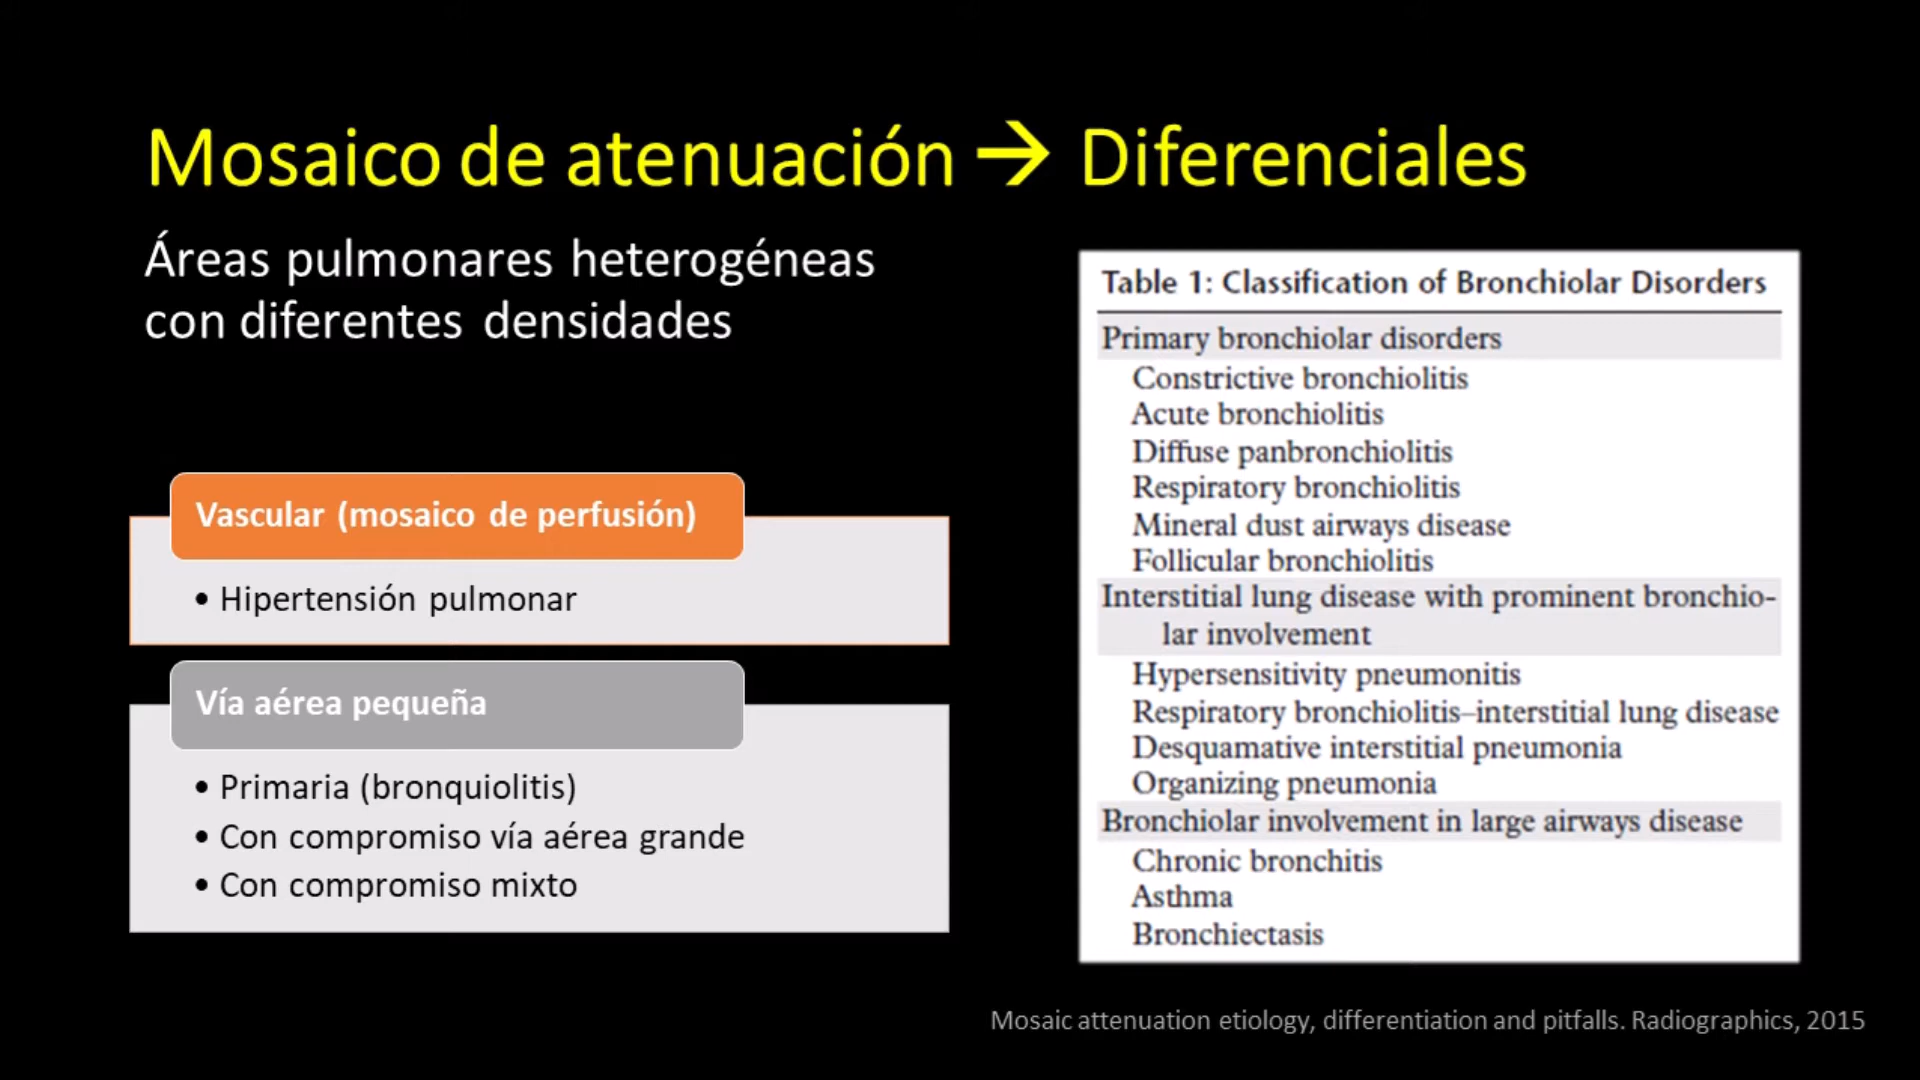 Mosaico de atenuación → Diferenciales
Áreas pulmonares heterogéneas
con diferentes densidades
Vascular (mosaico de perfusión)
• Hipertensión pulmonar
Vía aérea pequeña
• Primaria (bronquiolitis)
• Con compromiso vía aérea grande
• Con compromiso mixto
Table 1: Classification of Bronchiolar Disorders
Primary bronchiolar disorders
Constrictive bronchiolitis
Acute bronchiolitis
Diffuse panbronchiolitis
Respiratory bronchiolitis
Mineral dust airways disease
Follicular bronchiolitis
Interstitial lung disease with prominent bronchio-
lar involvement
Hypersensitivity pneumonitis
Respiratory bronchiolitis–interstitial lung disease
Desquamative interstitial pneumonia
Organizing pneumonia
Bronchiolar involvement in large airways disease
Chronic bronchitis
Asthma
Bronchiectasis
Mosaic attenuation etiology, differentiation and pitfalls. Radiographics, 2015